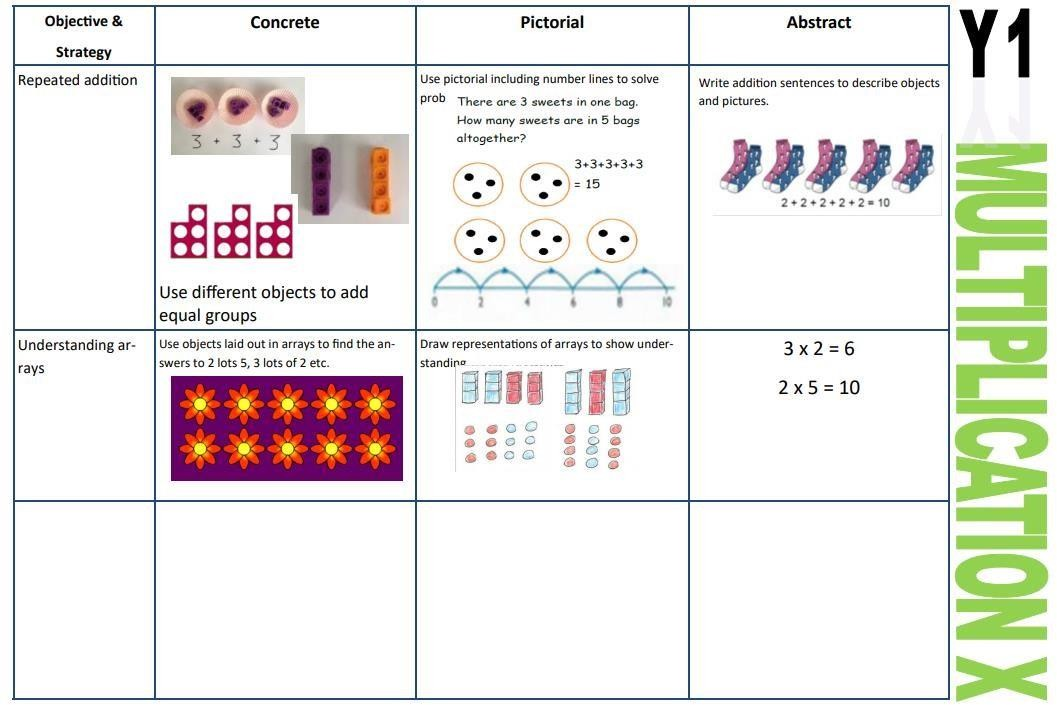 Objective &
Strategy
Concrete
Pictorial
Abstract
Repeated addition
3 + 3 + 3
Use different objects to add
equal groups
Use pictorial including number lines to solve
prob
There are 3 sweets in one bag.
How many sweets are in 5 bags
altogether?
3+3+3+3+3
= 15
0 2 4 6 8 10
Write addition sentences to describe objects
and pictures.
2 + 2 + 2 + 2 + 2 = 10
Understanding ar-
rays
Use objects laid out in arrays to find the an-
swers to 2 lots 5, 3 lots of 2 etc.
Draw representations of arrays to show under-
standing
3 x 2 = 6
2 x 5 = 10
Y1
MULTIPLICATION X